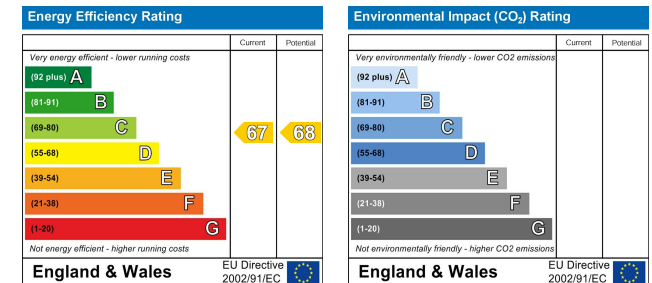 Energy Efficiency Rating
Current Potential
Very energy efficient - lower running costs
(92 plus) A
(81-91) B
(69-80) C
67 68
(55-68) D
(39-54) E
(21-38) F
(1-20) G
Not energy efficient - higher running costs
England & Wales
EU Directive
2002/91/EC
Environmental Impact (CO₂) Rating
Current Potential
Very environmentally friendly - lower CO2 emissions
(92 plus) A
(81-91) B
(69-80) C
(55-68) D
(39-54) E
(21-38) F
(1-20) G
Not environmentally friendly - higher CO2 emissions
England & Wales
EU Directive
2002/91/EC